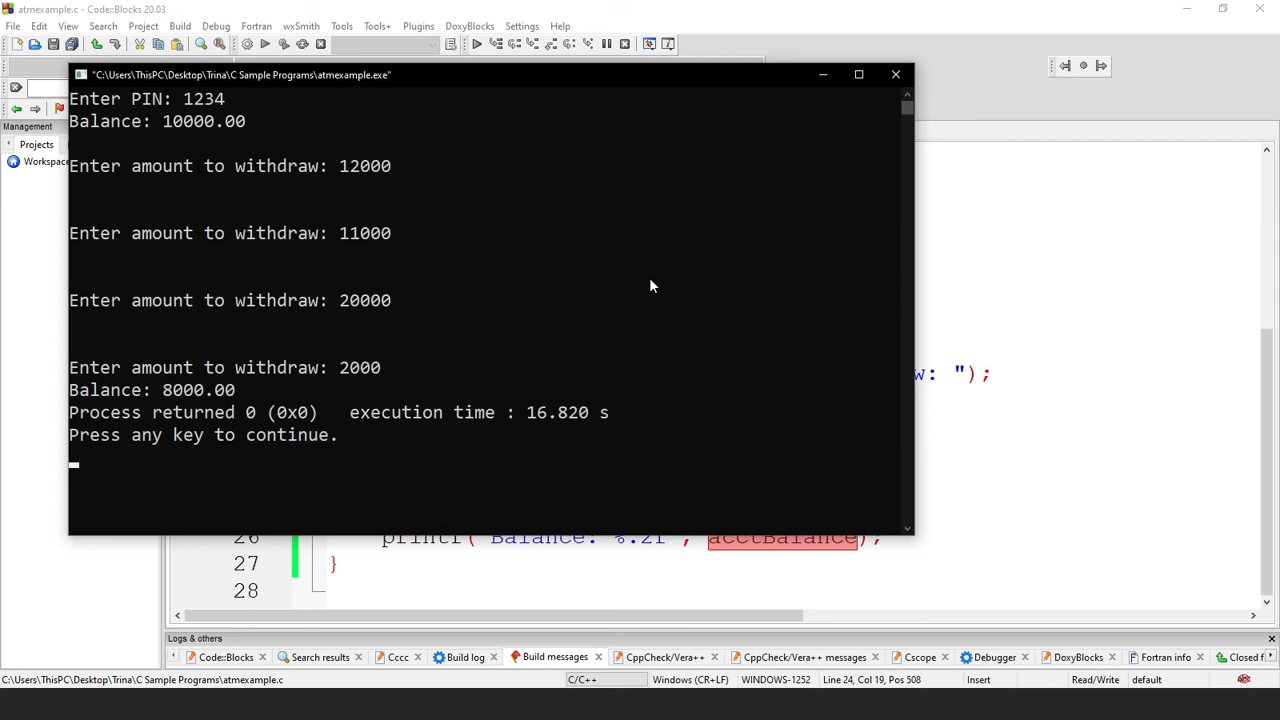 atmexample.c - Code::Blocks 20.03
File Edit View Search Project Build Debug Fortran wxSmith Tools Tools+ Plugins DoxyBlocks Settings Help
"C:\Users\ThisPC\Desktop\Trina\C Sample Programs\atmexample.exe"
Management
Projects
Workspace
Enter PIN: 1234
Balance: 10000.00
Enter amount to withdraw: 12000
Enter amount to withdraw: 11000
Enter amount to withdraw: 20000
Enter amount to withdraw: 2000
Balance: 8000.00
Process returned 0 (0x0)   execution time : 16.820 s
Press any key to continue.
w: ");
26 printf("Balance: %.2f", acctBalance);
27 }
28
Logs & others
Code::Blocks Search results Cccc Build log Build messages CppCheck/Vera++ CppCheck/Vera++ messages Cscope Debugger DoxyBlocks Fortran info Closed f
C:\Users\ThisPC\Desktop\Trina\C Sample Programs\atmexample.c C/C++ Windows (CR+LF) WINDOWS-1252 Line 24, Col 19, Pos 508 Insert Read/Write default